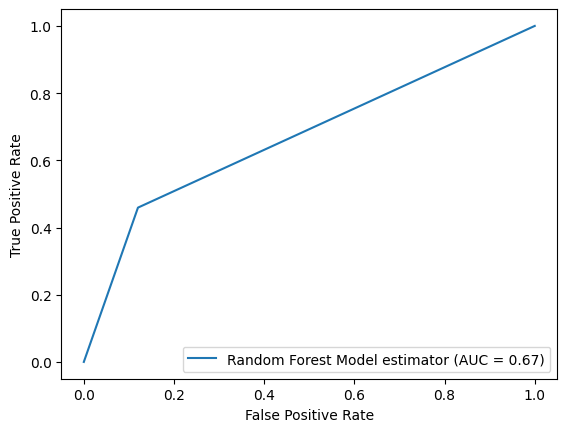 1.0
0.8
0.6
0.4
0.2
0.0
True Positive Rate
Random Forest Model estimator (AUC = 0.67)
0.0 0.2 0.4 0.6 0.8 1.0
False Positive Rate